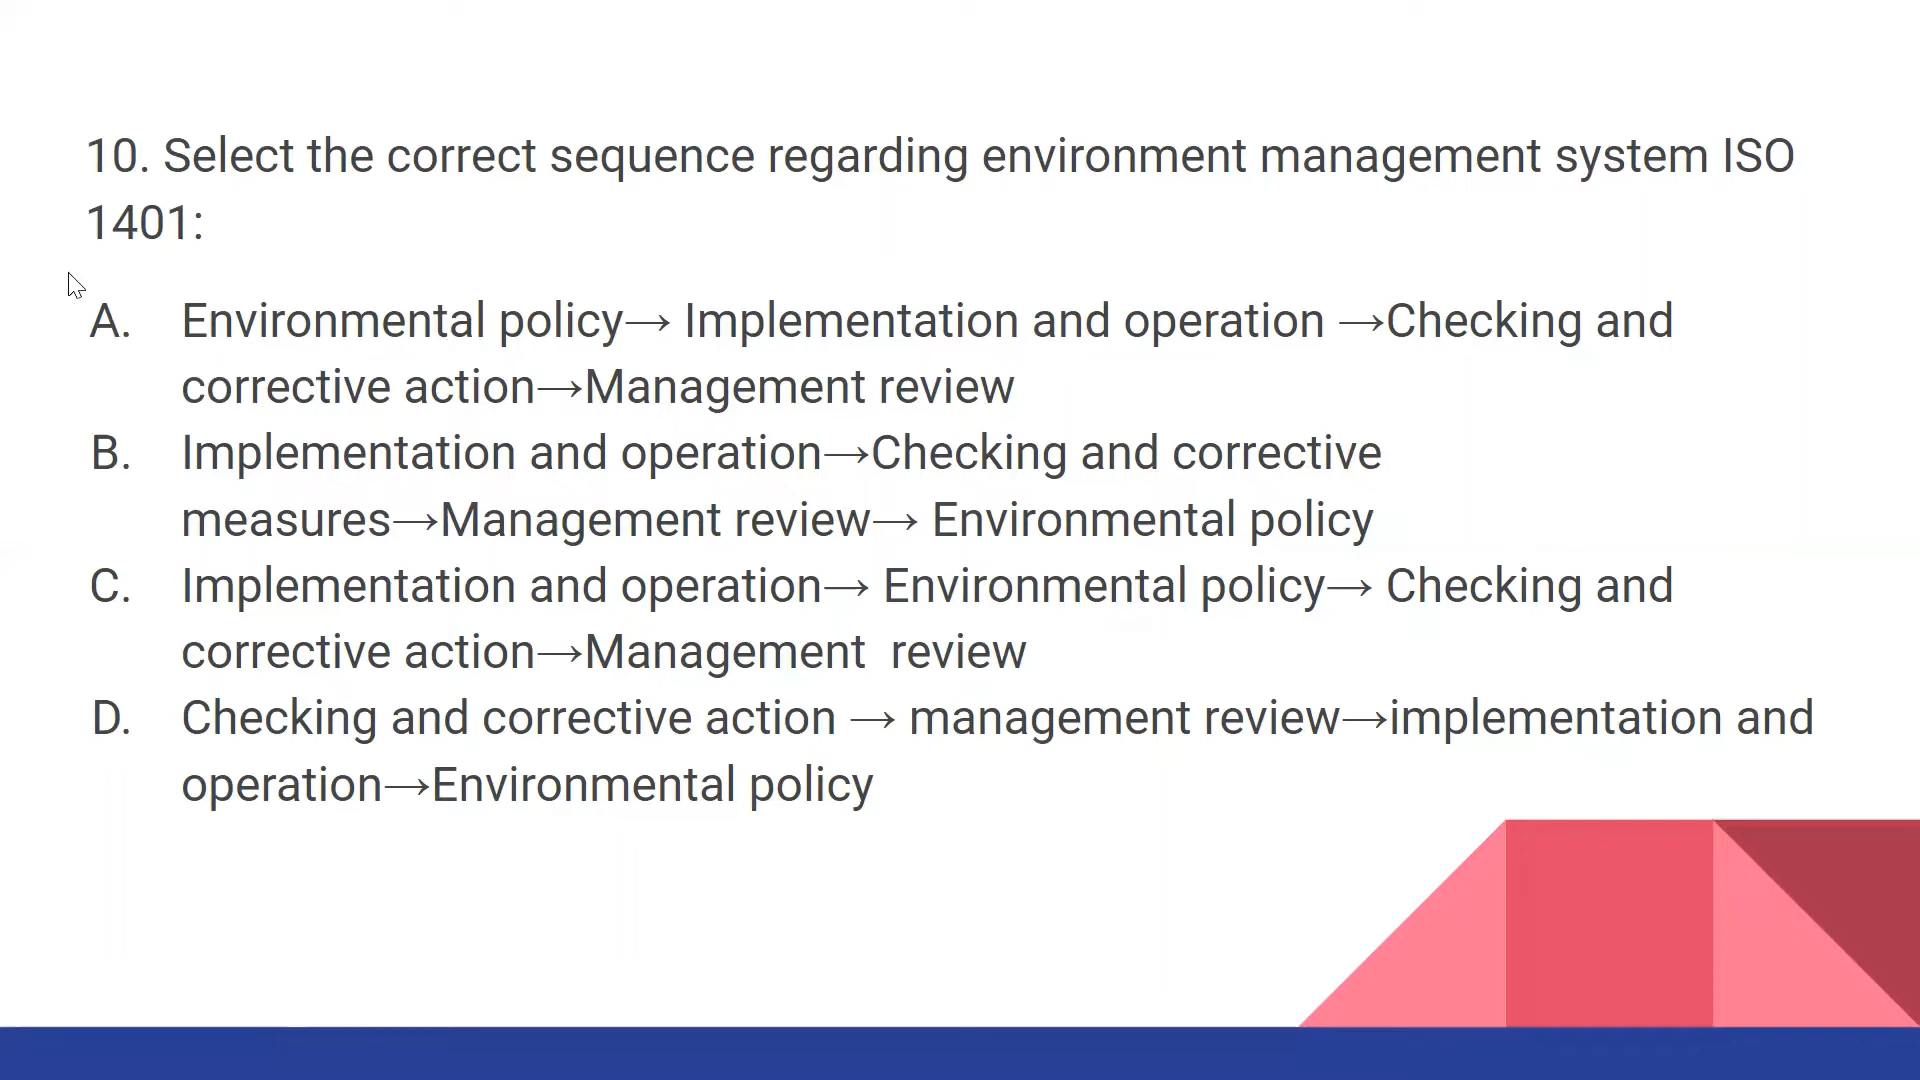 10. Select the correct sequence regarding environment management system ISO
1401:
A. Environmental policy→ Implementation and operation →Checking and
corrective action→Management review
B. Implementation and operation→Checking and corrective
measures→Management review→ Environmental policy
C. Implementation and operation→ Environmental policy→ Checking and
corrective action→Management  review
D. Checking and corrective action → management review→implementation and
operation→Environmental policy